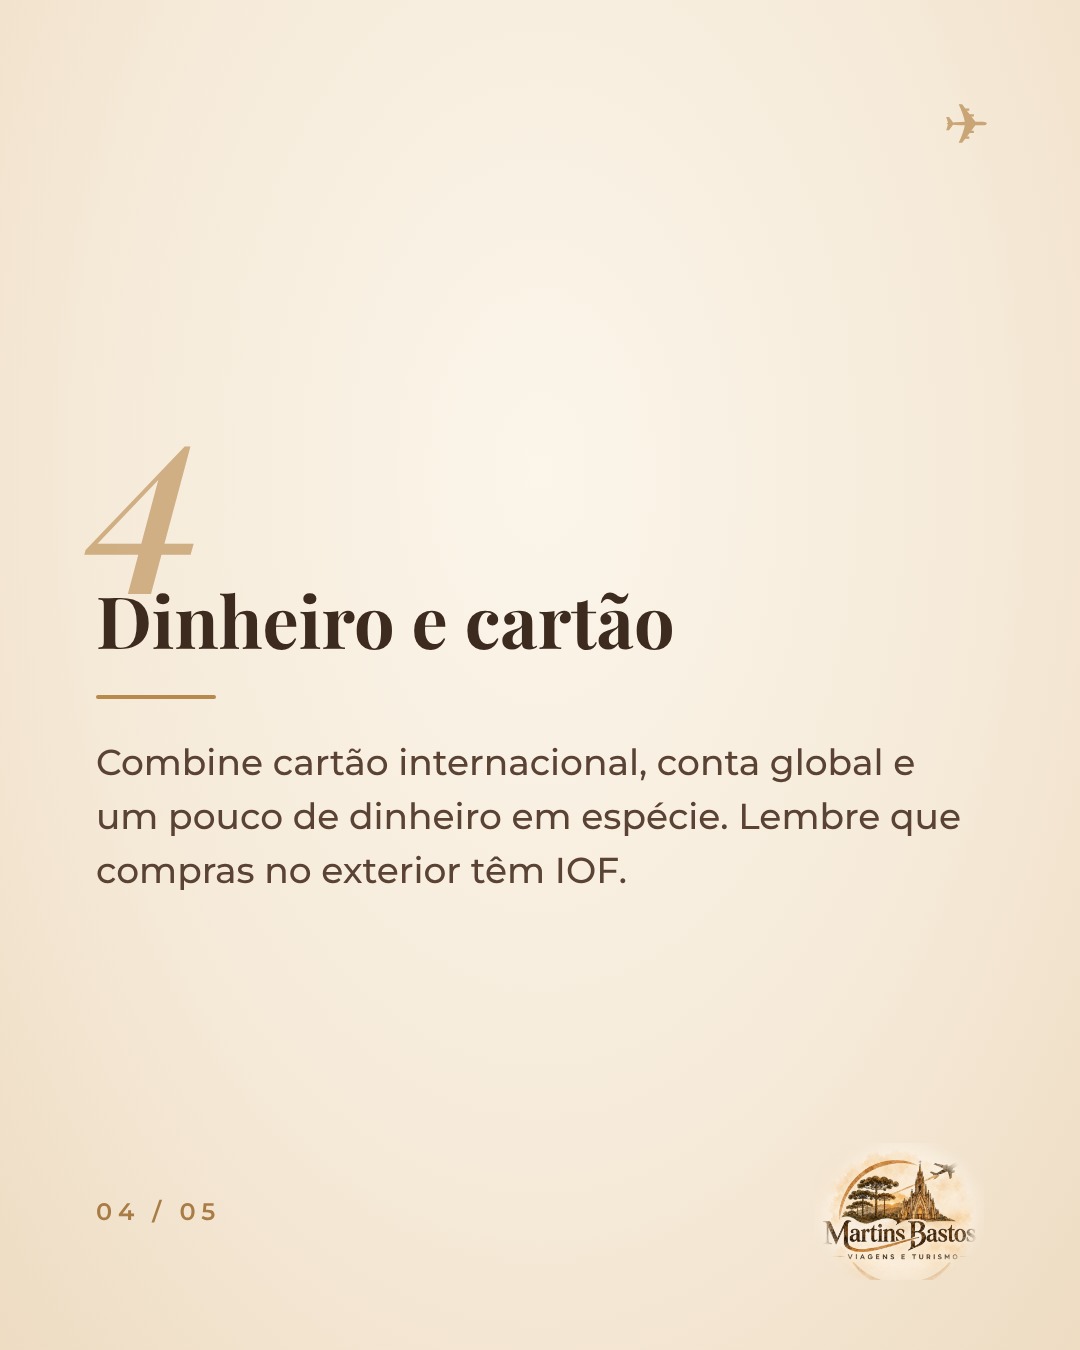 4
Dinheiro e cartão
Combine cartão internacional, conta global e
um pouco de dinheiro em espécie. Lembre que
compras no exterior têm IOF.
04 / 05
Martins Bastos
VIAGENS E TURISMO